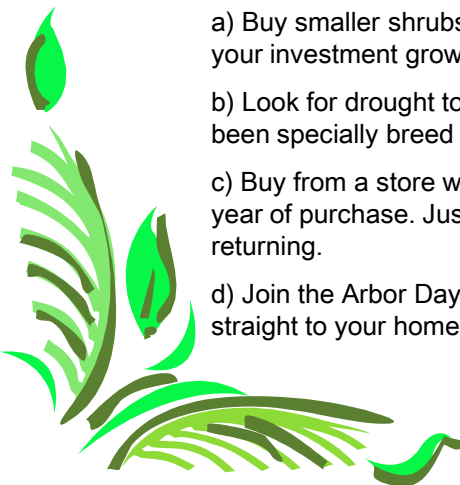 a) Buy smaller shrubs
your investment grow
b) Look for drought to
been specially breed
c) Buy from a store w
year of purchase. Jus
returning.
d) Join the Arbor Day
straight to your home